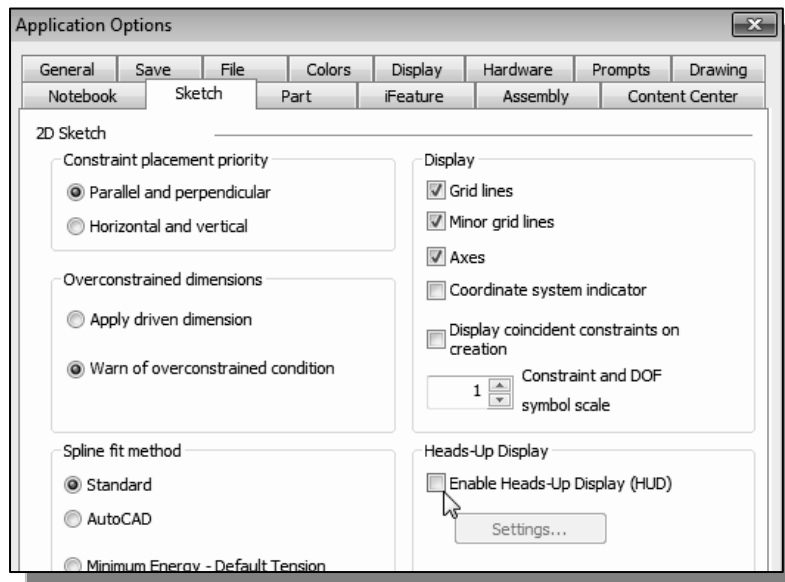 Application Options
General Save File Colors Display Hardware Prompts Drawing
Notebook Sketch Part iFeature Assembly Content Center
2D Sketch
Constraint placement priority
Parallel and perpendicular
Horizontal and vertical
Overconstrained dimensions
Apply driven dimension
Warn of overconstrained condition
Spline fit method
Standard
AutoCAD
Minimum Energy - Default Tension
Display
Grid lines
Minor grid lines
Axes
Coordinate system indicator
Display coincident constraints on
creation
1 Constraint and DOF
symbol scale
Heads-Up Display
Enable Heads-Up Display (HUD)
Settings...